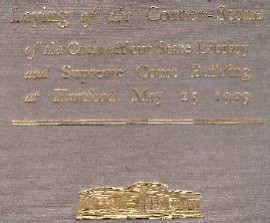 Laying of the Corner-Stone
of the Connecticut State Library
and Supreme Court Building
at Hartford May 25 1909